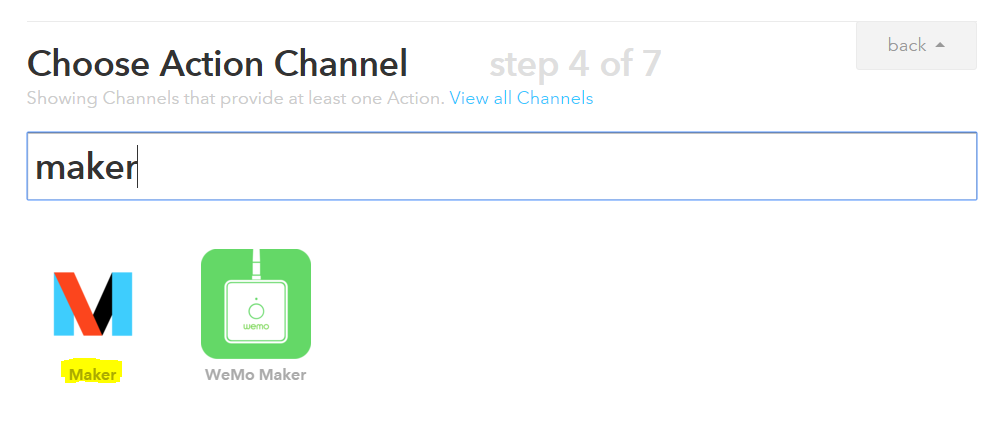 back
Choose Action Channel step 4 of 7
Showing Channels that provide at least one Action. View all Channels
maker
wemo
Maker WeMo Maker